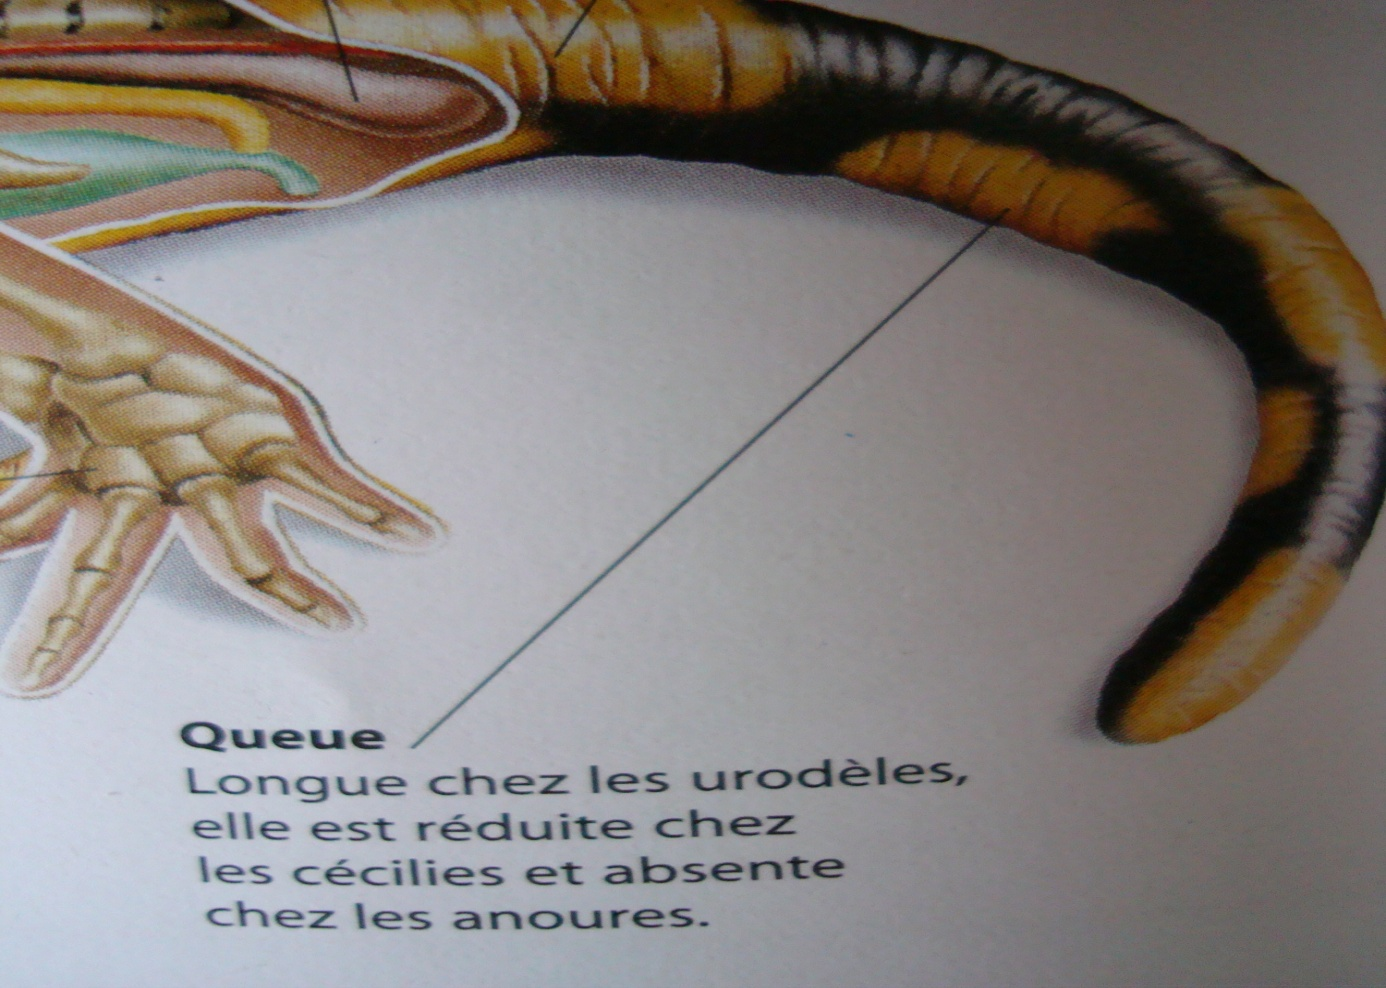 Queue
Longue chez les urodèles,
elle est réduite chez
les cécilies et absente
chez les anoures.